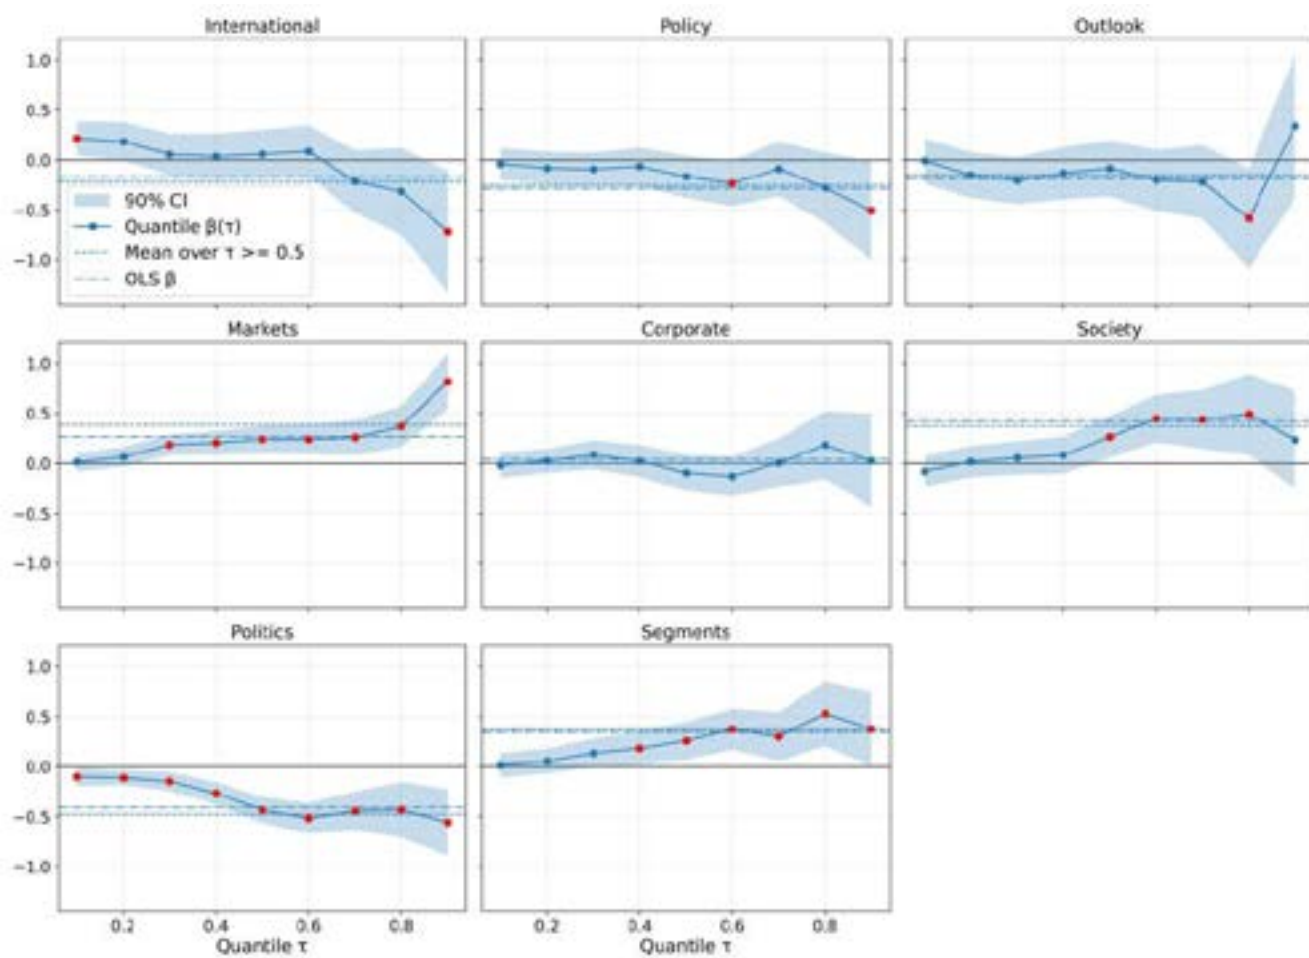 International
Policy
Outlook
1.0
0.5
0.0
−0.5
−1.0
90% CI
Quantile β(τ)
Mean over τ >= 0.5
OLS β
Markets
Corporate
Society
1.0
0.5
0.0
−0.5
−1.0
Politics
Segments
1.0
0.5
0.0
−0.5
−1.0
0.2 0.4 0.6 0.8
0.2 0.4 0.6 0.8
Quantile τ
Quantile τ